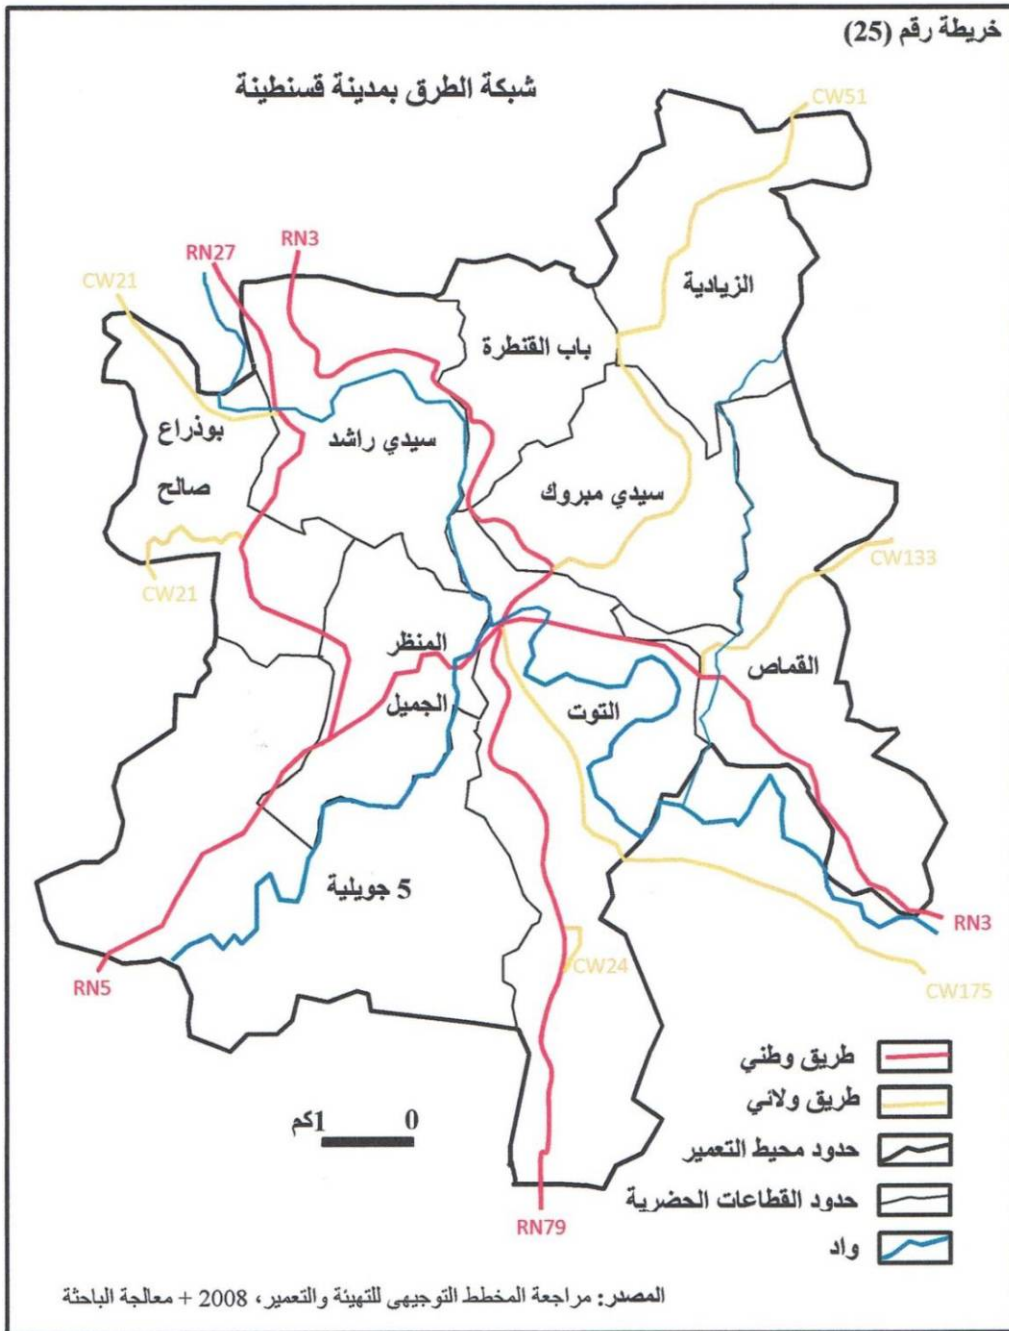 خريطة رقم (25)
شبكة الطرق بمدينة قسنطينة
CW51
RN3
RN27
CW21
الزيادية
باب القنطرة
بوذراع
صالح
سيدي راشد
سيدي مبروك
CW133
CW21
المنظر
الجميل
القماص
التوت
5 جويلية
RN3
CW24
RN5
CW175
طريق وطني
طريق ولائي
حدود محيط التعمير
حدود القطاعات الحضرية
واد
0 1كم
RN79
المصدر: مراجعة المخطط التوجيهي للتهيئة والتعمير، 2008 + معالجة الباحثة